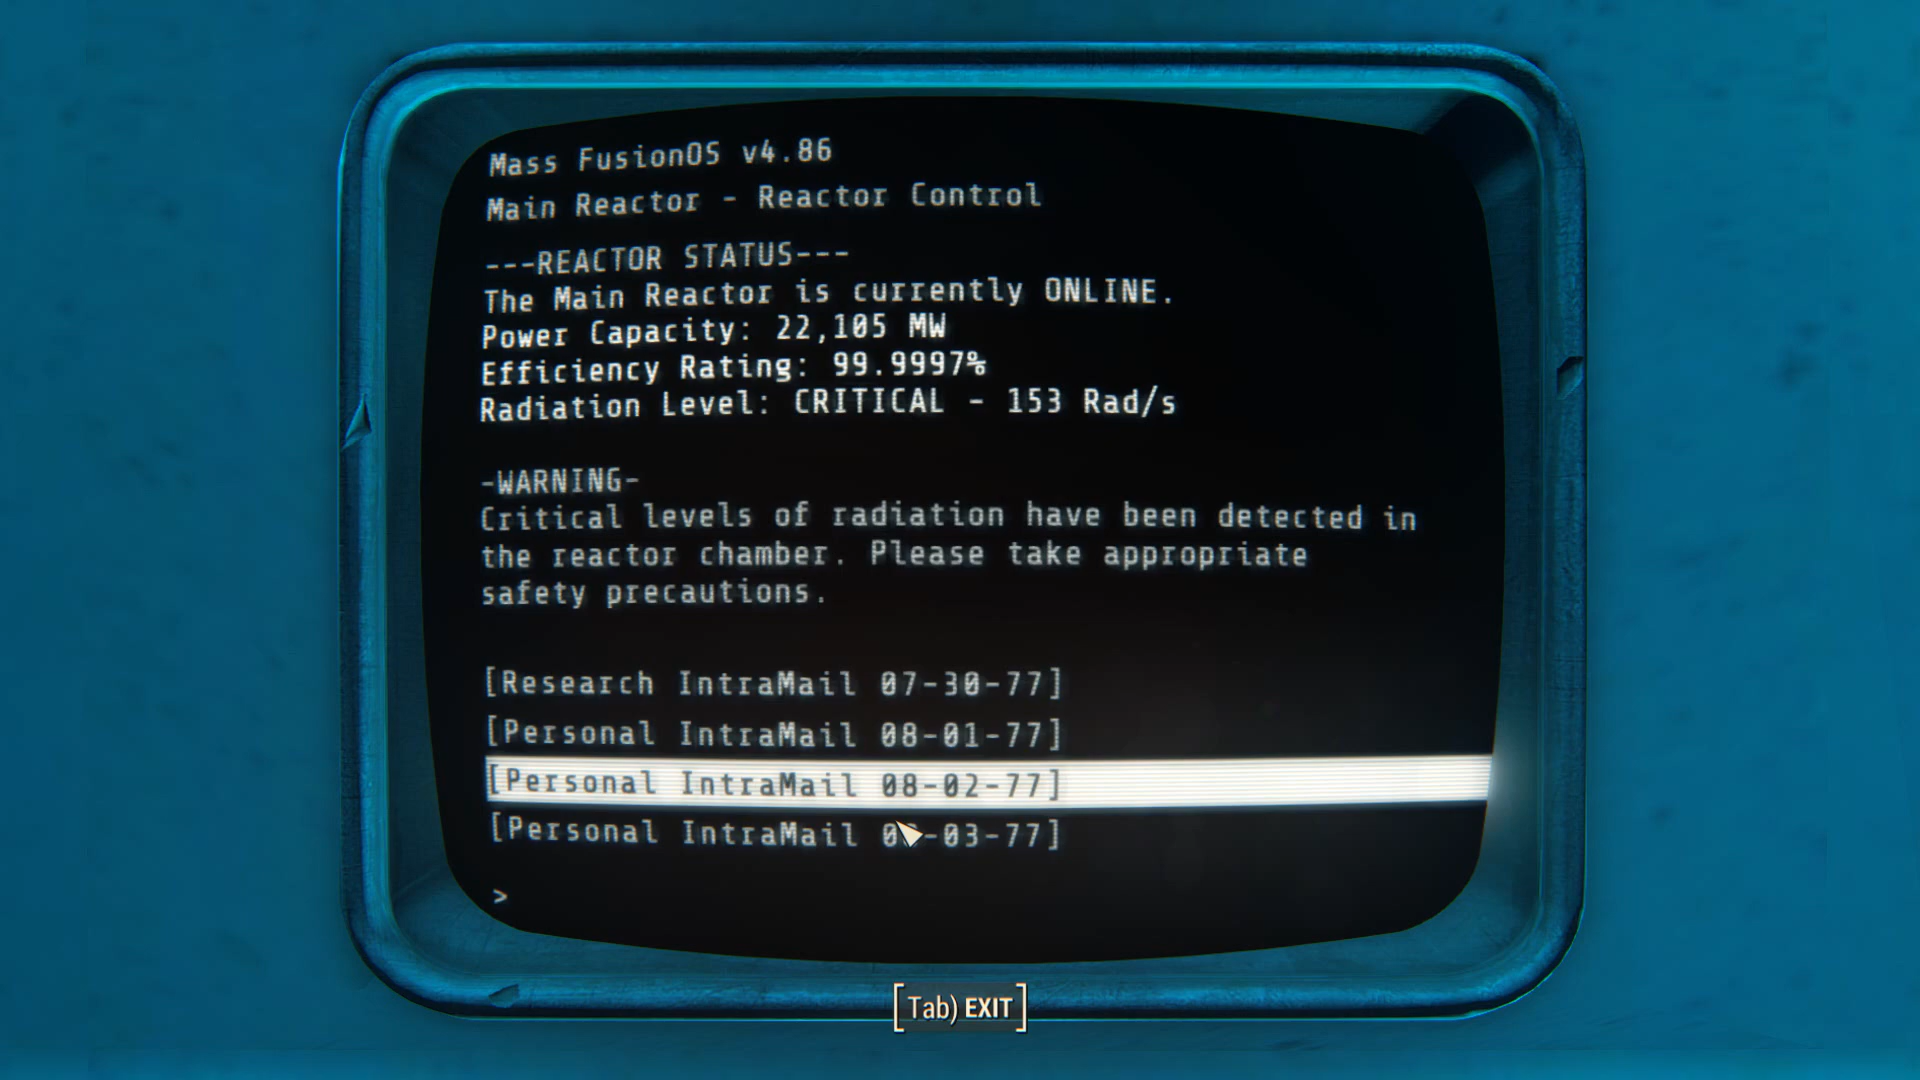 Mass FusionOS v4.86
Main Reactor - Reactor Control
---REACTOR STATUS---
The Main Reactor is currently ONLINE.
Power Capacity: 22,105 MW
Efficiency Rating: 99.9997%
Radiation Level: CRITICAL - 153 Rad/s
-WARNING-
Critical levels of radiation have been detected in
the reactor chamber. Please take appropriate
safety precautions.
[Research IntraMail 07-30-77]
[Personal IntraMail 08-01-77]
[Personal IntraMail 08-02-77]
[Personal IntraMail 08-03-77]
>
[Tab) EXIT]